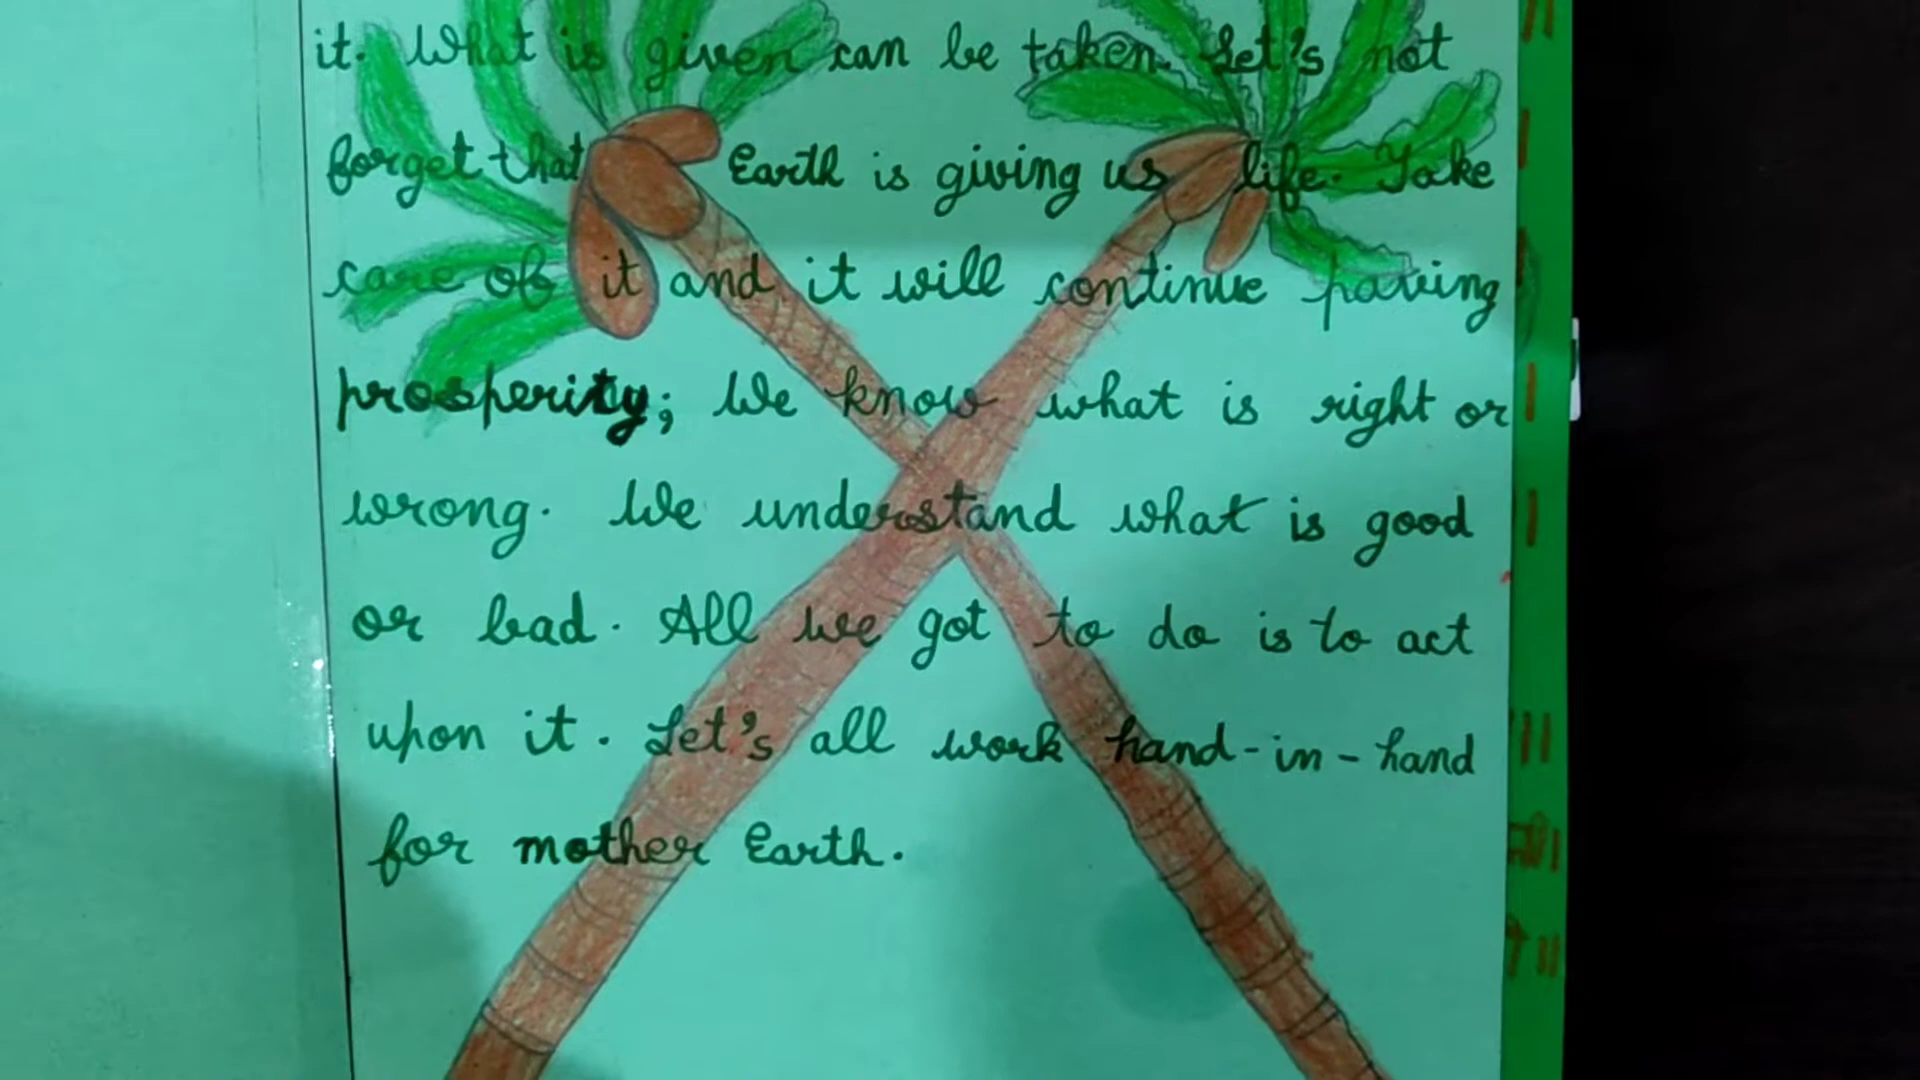 it. What is given can be taken. Let's not
forget that Earth is giving us life. Take
care of it and it will continue paving
prosperity; We know what is right or
wrong. We understand what is good
or bad. All we got to do is to act
upon it. Let's all work hand-in-hand
for mother Earth.